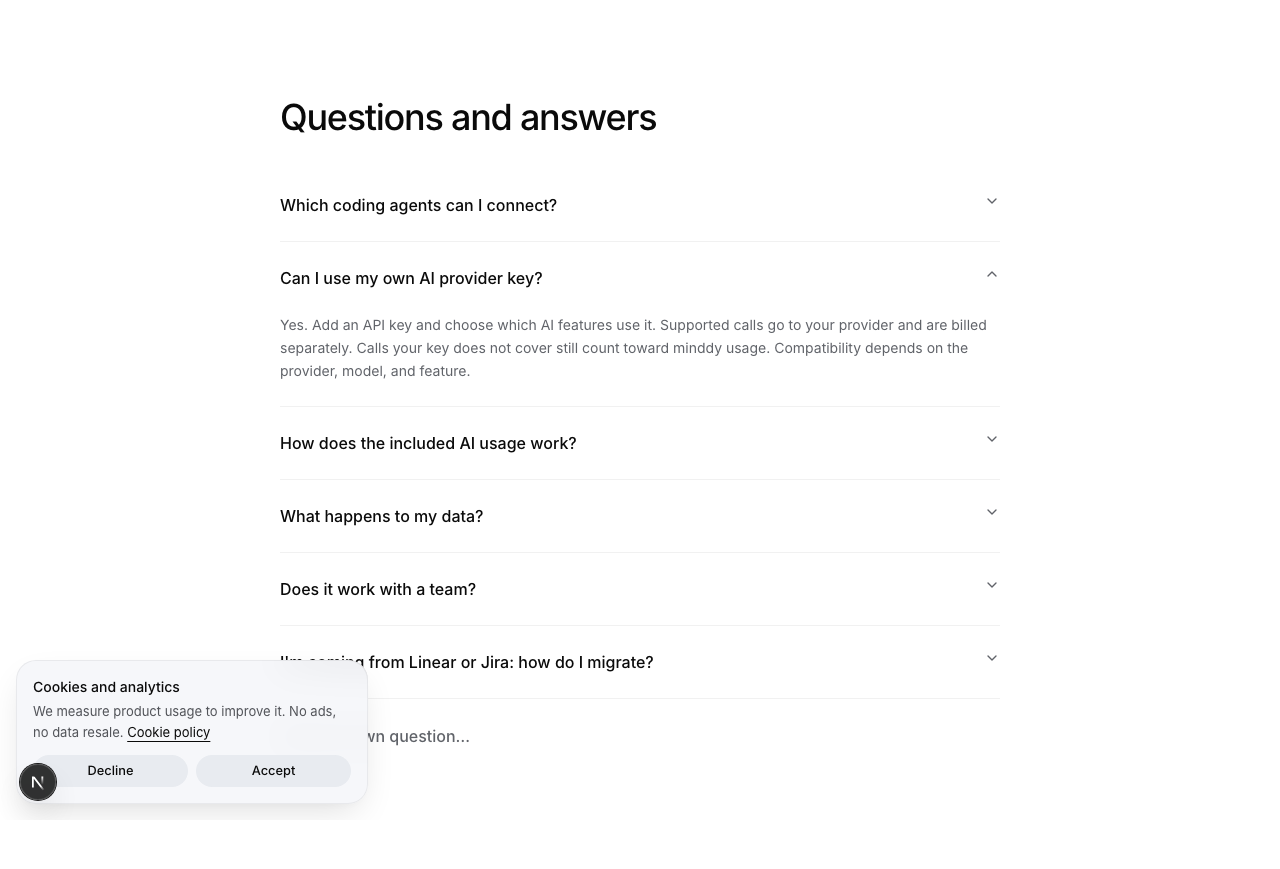 Questions and answers
Which coding agents can I connect?
Can I use my own AI provider key?
Yes. Add an API key and choose which AI features use it. Supported calls go to your provider and are billed
separately. Calls your key does not cover still count toward minddy usage. Compatibility depends on the
provider, model, and feature.
How does the included AI usage work?
What happens to my data?
Does it work with a team?
I'm coming from Linear or Jira: how do I migrate?
question...
Cookies and analytics
We measure product usage to improve it. No ads,
no data resale. Cookie policy
Decline
Accept
N